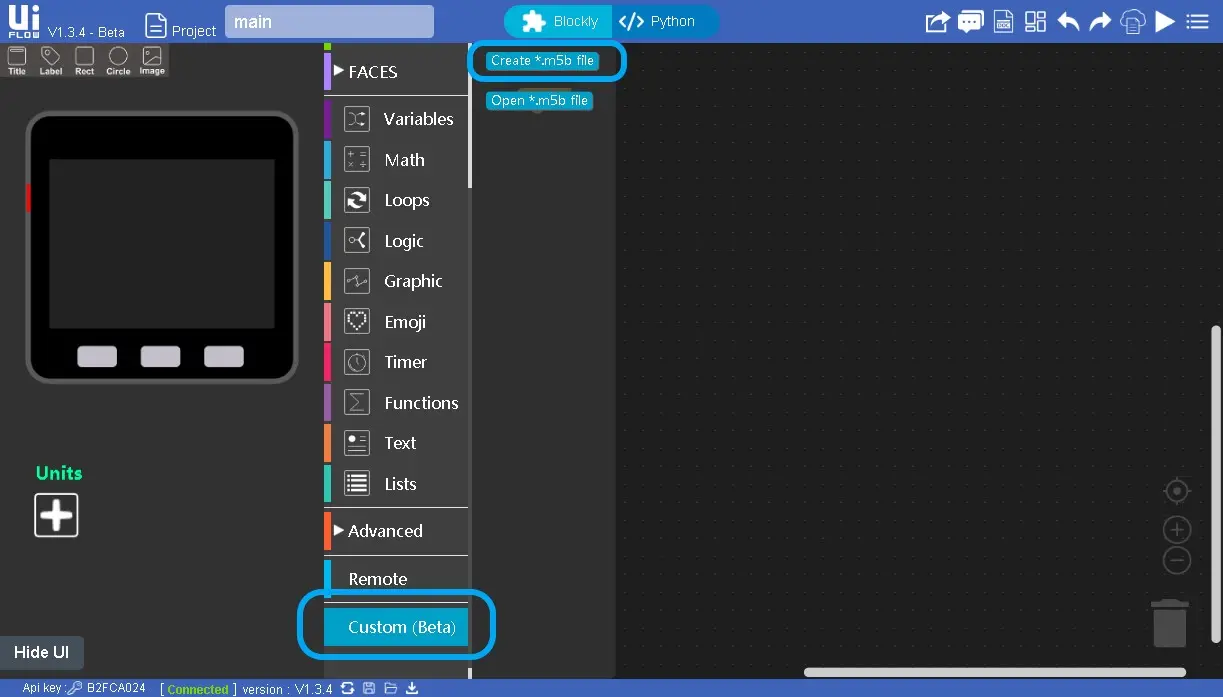 Ui
FLOW
V1.3.4 - Beta
Project
main
Blockly
</> Python
DOC
Title
Label
Rect
Circle
Image
FACES
Variables
Math
Loops
Logic
Graphic
Emoji
Timer
Functions
Text
Lists
Advanced
Remote
Custom (Beta)
Create *.m5b file
Open *.m5b file
Units
Hide UI
Api key : B2FCA024 [ Connected ] version : V1.3.4